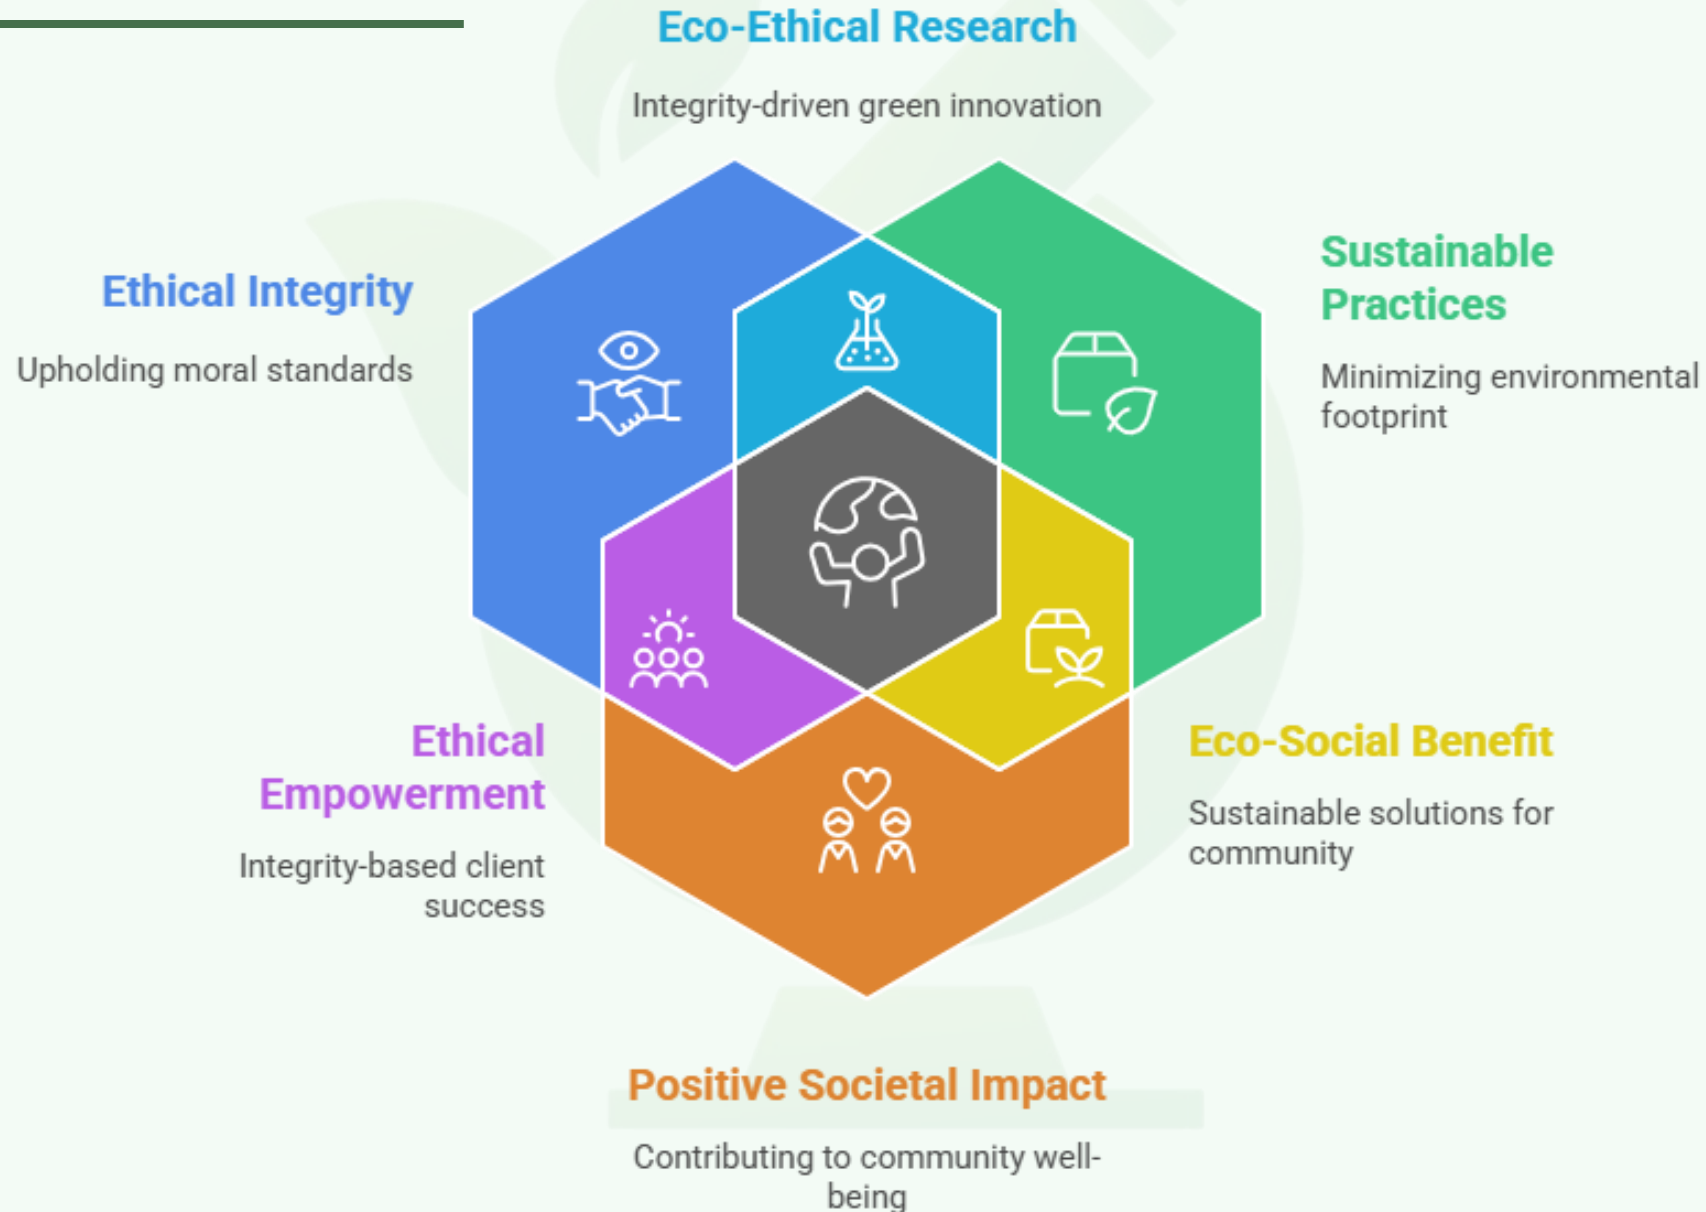 Eco-Ethical Research
Integrity-driven green innovation
Ethical Integrity
Upholding moral standards
Sustainable
Practices
Minimizing environmental
footprint
Ethical
Empowerment
Integrity-based client
success
Eco-Social Benefit
Sustainable solutions for
community
Positive Societal Impact
Contributing to community well-
being